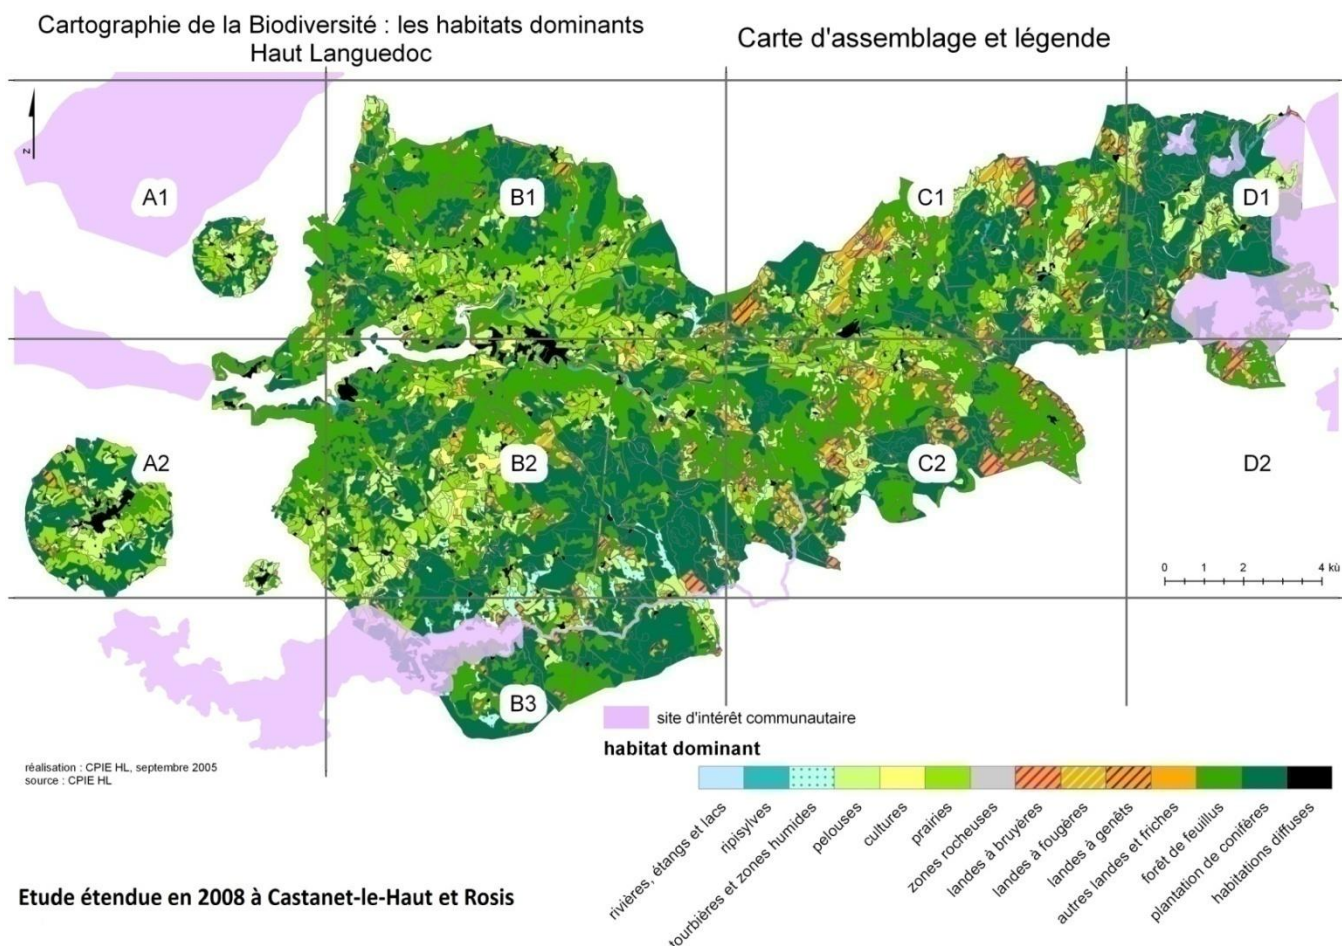 Cartographie de la Biodiversité : les habitats dominants
Haut Languedoc
Carte d'assemblage et légende
z
A1
B1
C1
D1
A2
B2
C2
D2
0 1 2 4 kù
B3
site d'intérêt communautaire
habitat dominant
réalisation : CPIE HL, septembre 2005
source : CPIE HL
rivières, étangs et lacs
ripisylves
tourbières et zones humides
pelouses
cultures
prairies
zones rocheuses
landes à bruyères
landes à fougères
landes à genêts
autres landes et friches
forêt de feuillus
plantation de conifères
habitations diffuses
Etude étendue en 2008 à Castanet-le-Haut et Rosis